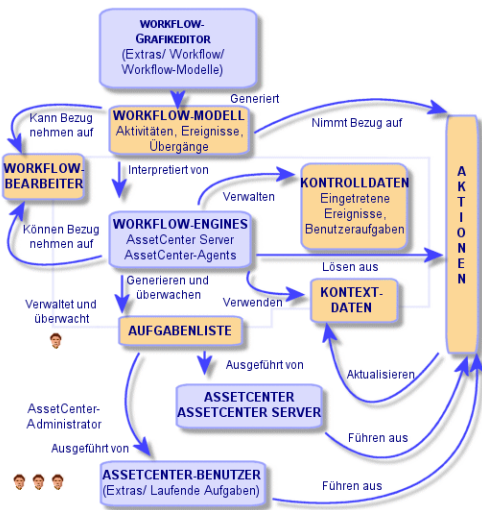 WORKFLOW-
GRAFIKEDITOR
(Extras/ Workflow/
Workflow-Modelle)
Generiert
Kann Bezug
nehmen auf
WORKFLOW-MODELL
Aktivitäten, Ereignisse,
Übergänge
Nimmt Bezug auf
WORKFLOW-
BEARBEITER
Interpretiert von
Verwalten
KONTROLLDATEN
Eingetretene
Ereignisse,
Benutzeraufgaben
AKTIONEN
Können Bezug
nehmen auf
WORKFLOW-ENGINES
AssetCenter Server
AssetCenter-Agents
Lösen aus
Generieren und
überwachen
Verwenden
KONTEXT-
DATEN
Verwaltet und
überwacht
AUFGABENLISTE
Ausgeführt von
Aktualisieren
ASSETCENTER
ASSETCENTER SERVER
AssetCenter-
Administrator
Führen aus
Ausgeführt von
ASSETCENTER-BENUTZER
(Extras/ Laufende Aufgaben)
Führen aus